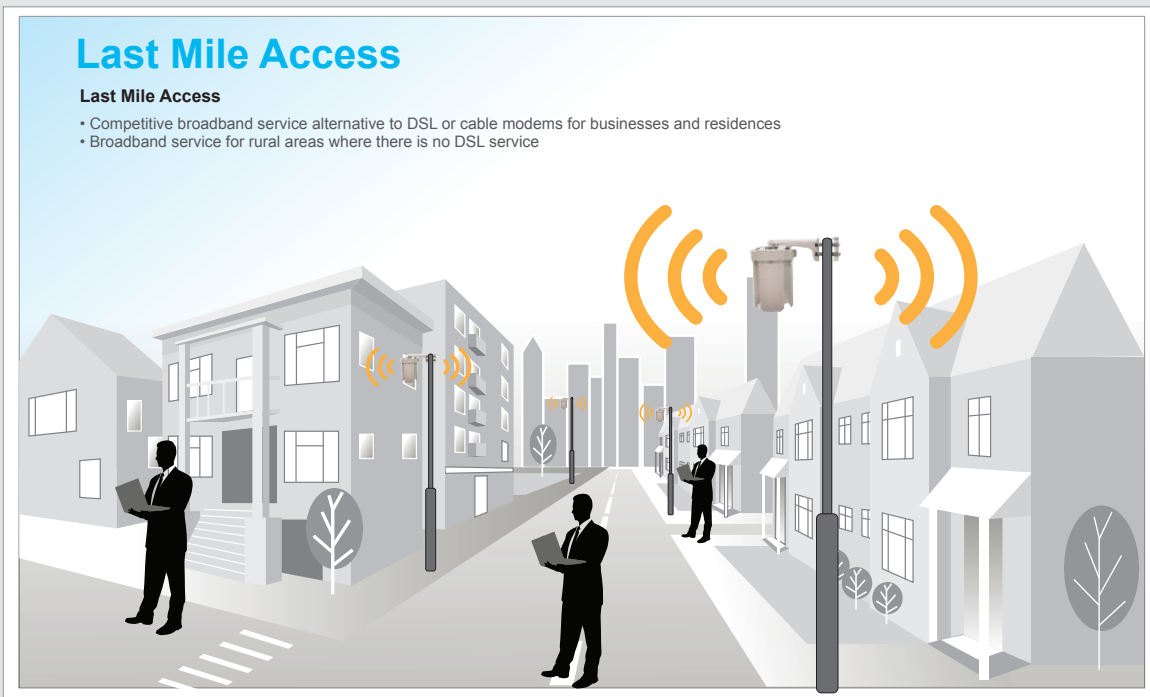 Last Mile Access
Last Mile Access
• Competitive broadband service alternative to DSL or cable modems for businesses and residences
• Broadband service for rural areas where there is no DSL service